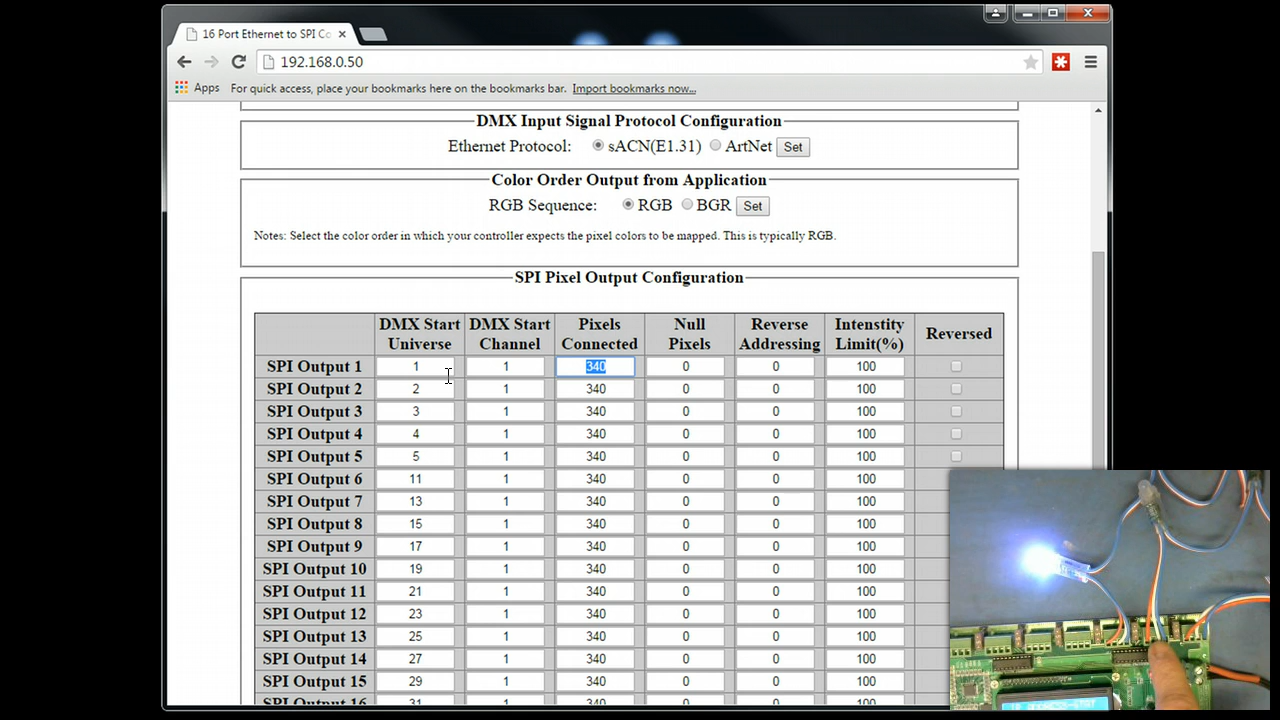 16 Port Ethernet to SPI Co
192.168.0.50
Apps For quick access, place your bookmarks here on the bookmarks bar. Import bookmarks now...
DMX Input Signal Protocol Configuration
Ethernet Protocol: sACN(E1.31) ArtNet Set
Color Order Output from Application
RGB Sequence: RGB BGR Set
Notes: Select the color order in which your controller expects the pixel colors to be mapped. This is typically RGB.
SPI Pixel Output Configuration
DMX Start Universe DMX Start Channel Pixels Connected Null Pixels Reverse Addressing Intenstity Limit(%) Reversed
SPI Output 1 1 1 340 0 0 100
SPI Output 2 2 1 340 0 0 100
SPI Output 3 3 1 340 0 0 100
SPI Output 4 4 1 340 0 0 100
SPI Output 5 5 1 340 0 0 100
SPI Output 6 11 1 340 0 0 100
SPI Output 7 13 1 340 0 0 100
SPI Output 8 15 1 340 0 0 100
SPI Output 9 17 1 340 0 0 100
SPI Output 10 19 1 340 0 0 100
SPI Output 11 21 1 340 0 0 100
SPI Output 12 23 1 340 0 0 100
SPI Output 13 25 1 340 0 0 100
SPI Output 14 27 1 340 0 0 100
SPI Output 15 29 1 340 0 0 100
SPI Output 16 31 1 340 0 0 100